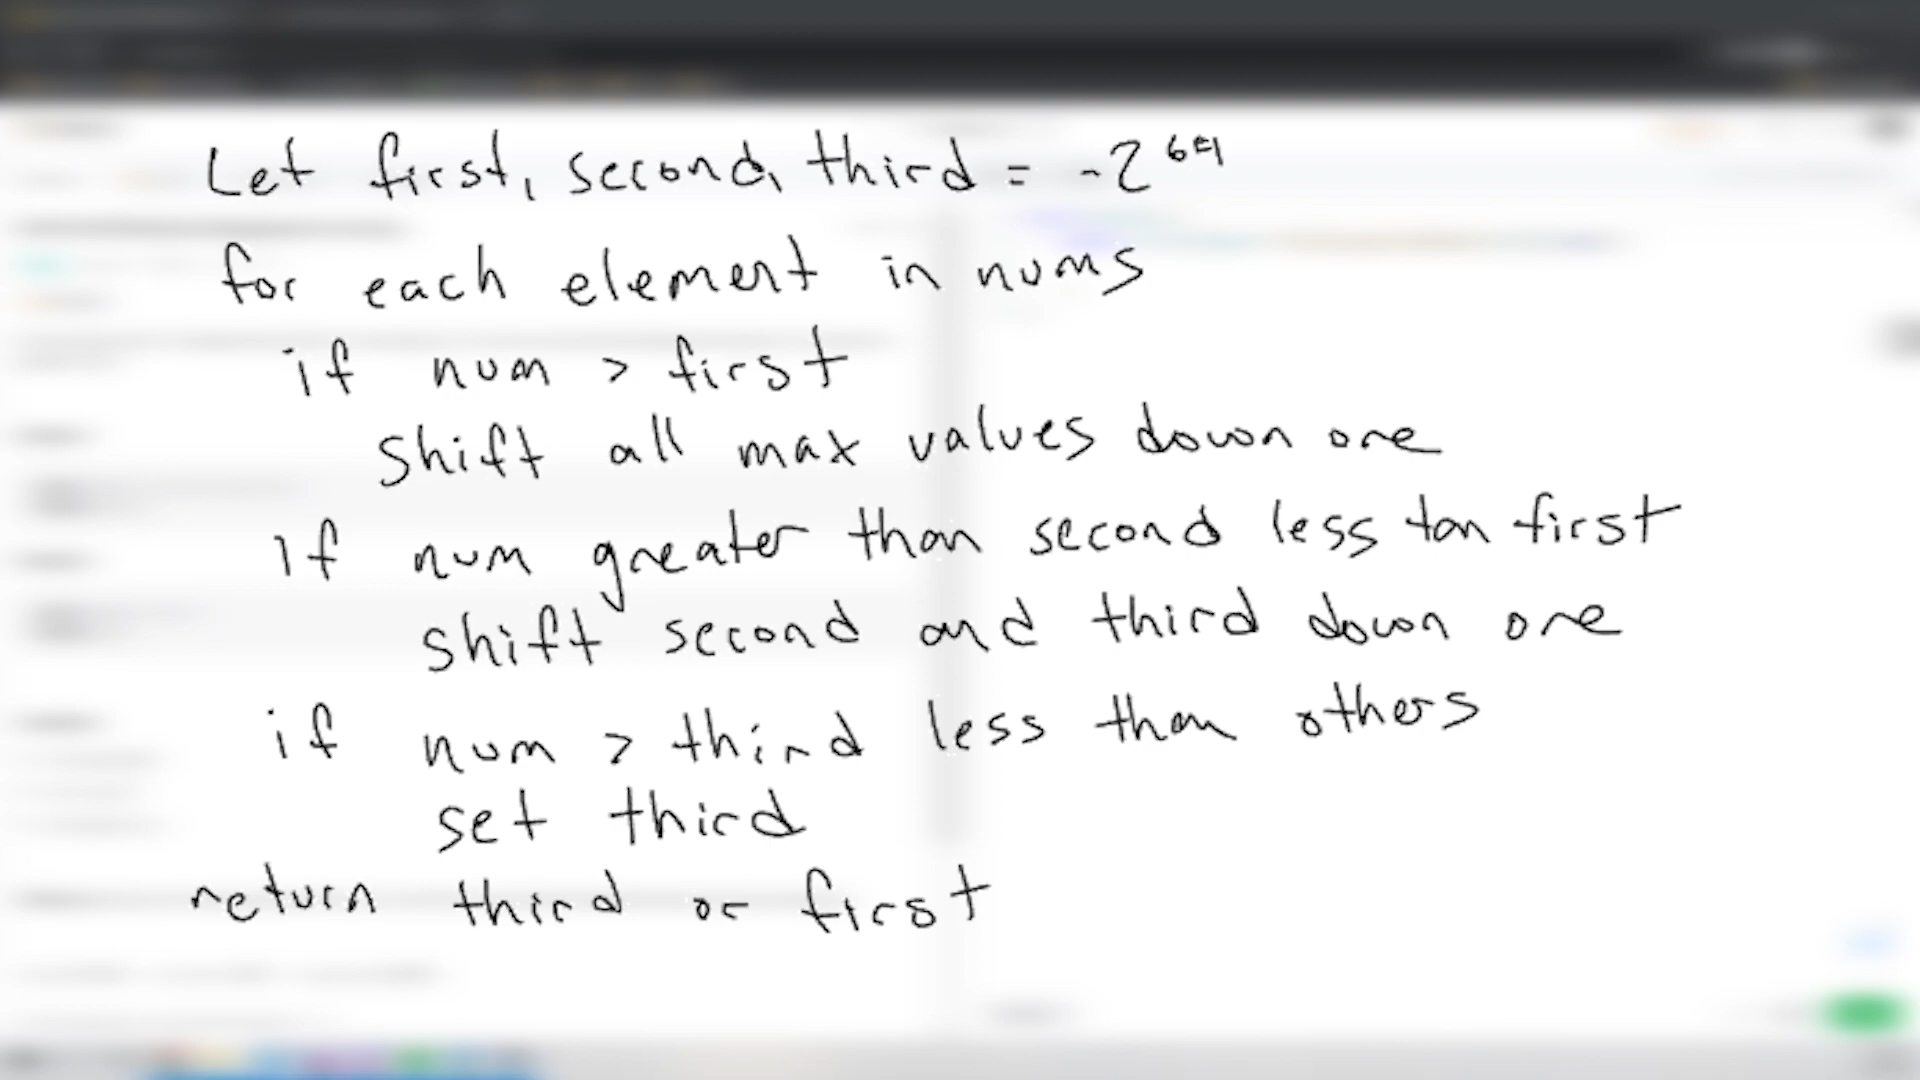 Let first, second, third = -2^64
for each element in nums
if num > first
shift all max values down one
if num greater than second less tan first
shift second and third down one
if num > third less than others
set third
return third or first